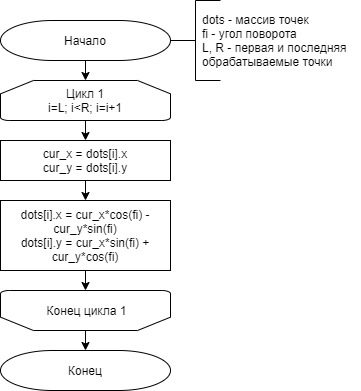 Начало
dots - массив точек
fi - угол поворота
L, R - первая и последняя
обрабатываемые точки
Цикл 1
i=L; i<R; i=i+1
cur_x = dots[i].x
cur_y = dots[i].y
dots[i].x = cur_x*cos(fi) -
cur_y*sin(fi)
dots[i].y = cur_x*sin(fi) +
cur_y*cos(fi)
Конец цикла 1
Конец